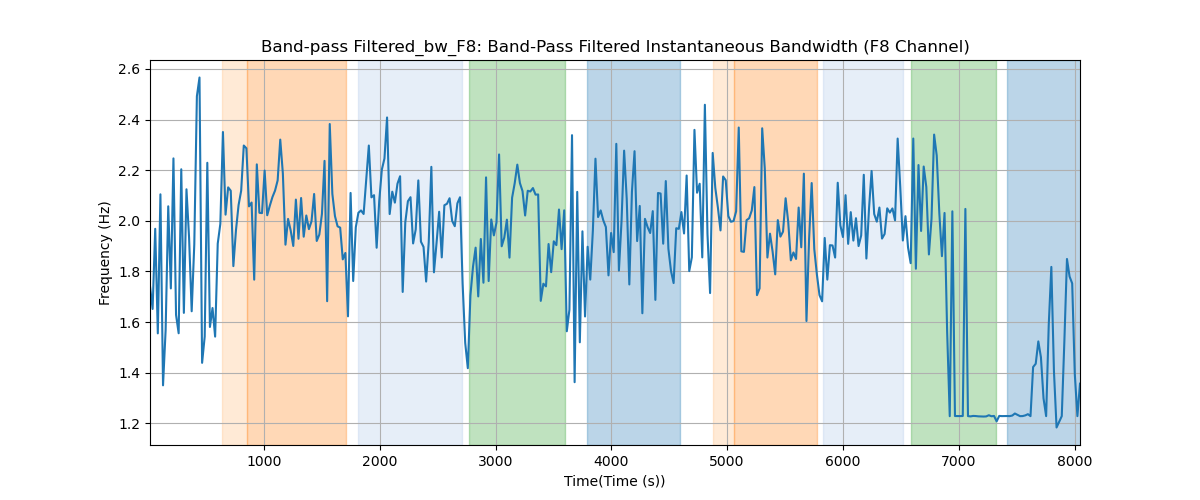 Band-pass Filtered_bw_F8: Band-Pass Filtered Instantaneous Bandwidth (F8 Channel)
Frequency (Hz)
2.6
2.4
2.2
2.0
1.8
1.6
1.4
1.2
1000 2000 3000 4000 5000 6000 7000 8000
Time(Time (s))